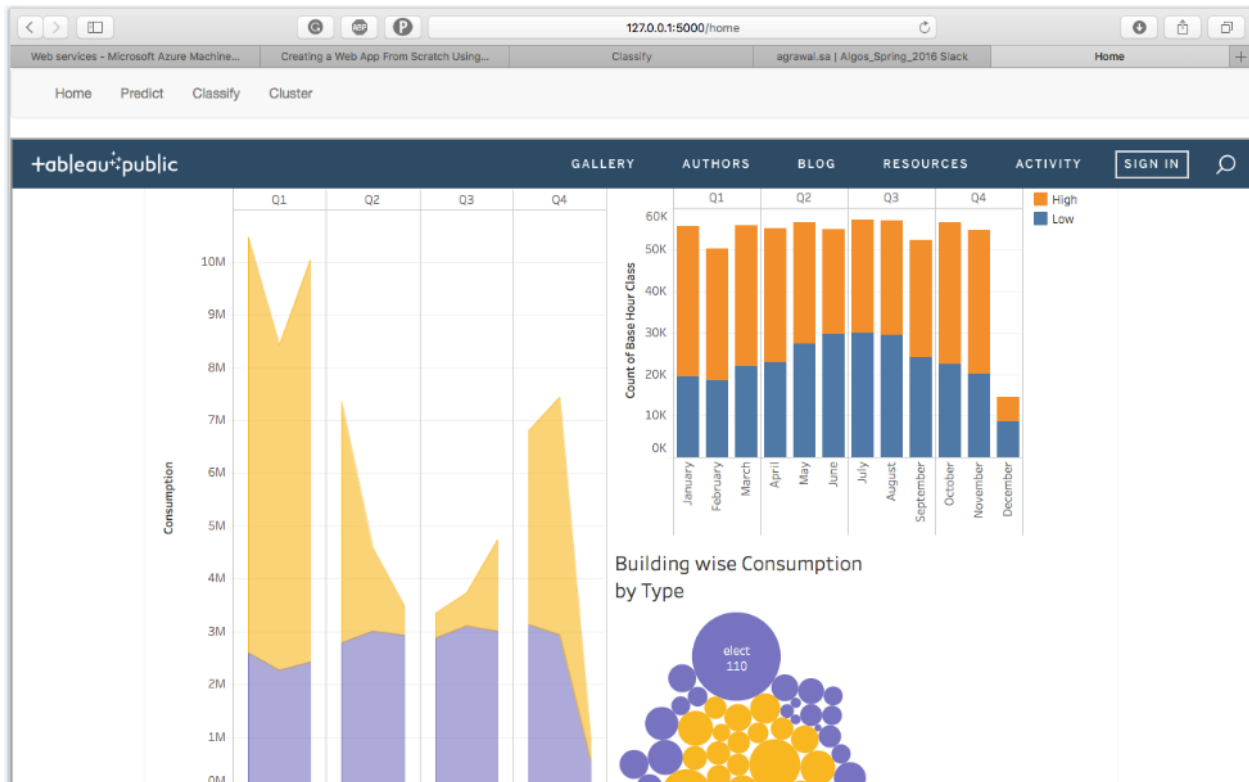 127.0.0.1:5000/home
Web services - Microsoft Azure Machine...
Creating a Web App From Scratch Using...
Classify
agrawal.sa | Algos_Spring_2016 Slack
Home
+
Home Predict Classify Cluster
+ableau public
GALLERY AUTHORS BLOG RESOURCES ACTIVITY SIGN IN
Q1 Q2 Q3 Q4
10M
9M
8M
7M
6M
5M
4M
3M
2M
1M
0M
Consumption
Q1 Q2 Q3 Q4
60K
50K
40K
30K
20K
10K
0K
Count of Base Hour Class
January
February
March
April
May
June
July
August
September
October
November
December
High
Low
Building wise Consumption
by Type
elect
110